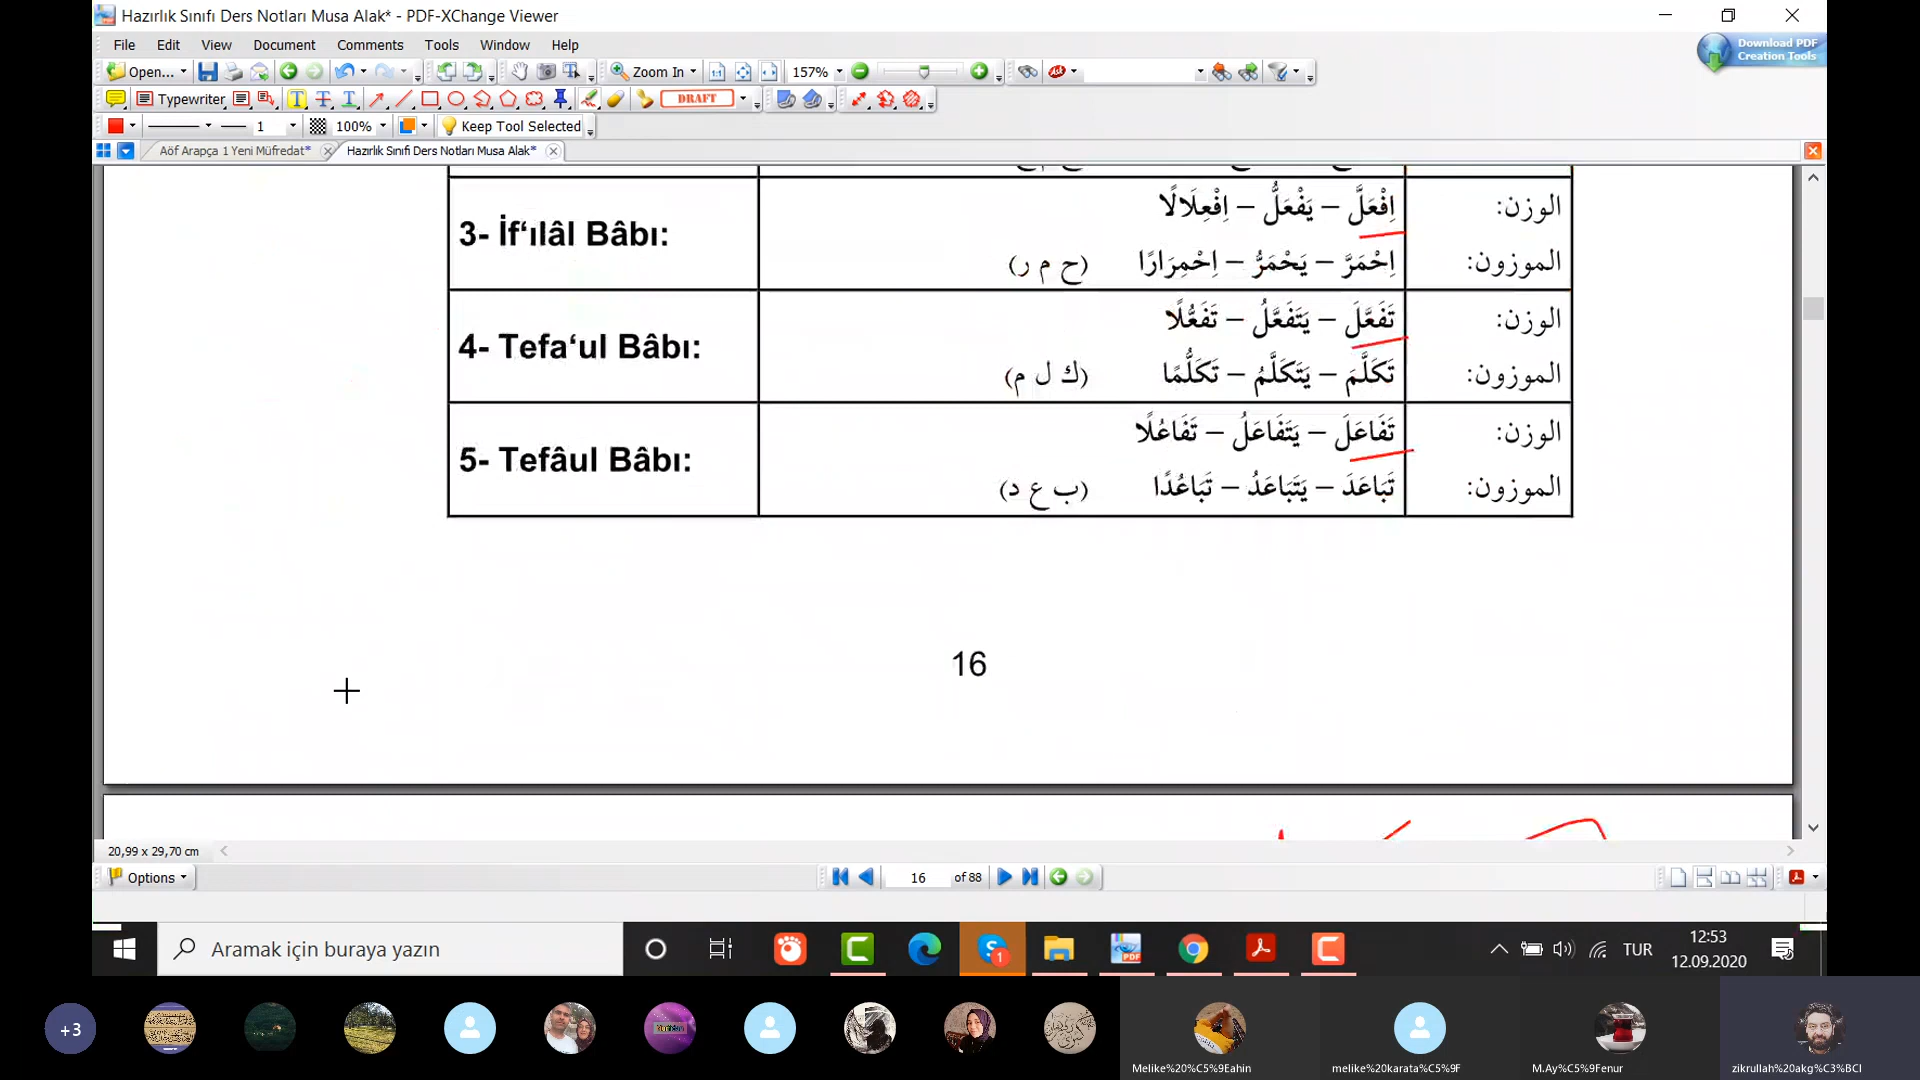 Hazırlık Sınıfı Ders Notları Musa Alak* - PDF-XChange Viewer
File Edit View Document Comments Tools Window Help
Download PDF
Creation Tools
Open... Zoom In 157%
Typewriter DRAFT
1 100% Keep Tool Selected
Aöf Arapça 1 Yeni Müfredat* Hazırlık Sınıfı Ders Notları Musa Alak*
الوزن: اِفْعَلَّ – يَفْعَلُّ – اِفْعِلَالًا
3- İf‘ılâl Bâbı:
الموزون: اِحْمَرَّ – يَحْمَرُّ – اِحْمِرَارًا (ح م ر)
الوزن: تَفَعَّلَ – يَتَفَعَّلُ – تَفَعُّلًا
4- Tefa‘ul Bâbı:
الموزون: تَكَلَّمَ – يَتَكَلَّمُ – تَكَلُّمًا (ك ل م)
الوزن: تَفَاعَلَ – يَتَفَاعَلُ – تَفَاعُلًا
5- Tefâul Bâbı:
الموزون: تَبَاعَدَ – يَتَبَاعَدُ – تَبَاعُدًا (ب ع د)
16
20,99 x 29,70 cm
Options 16 of 88
Aramak için buraya yazın
1
TUR
12:53
12.09.2020
+3
Melike%20%C5%9Eahin
melike%20karata%C5%9F
M.Ay%C5%9Fenur
zikrullah%20akg%C3%BCl